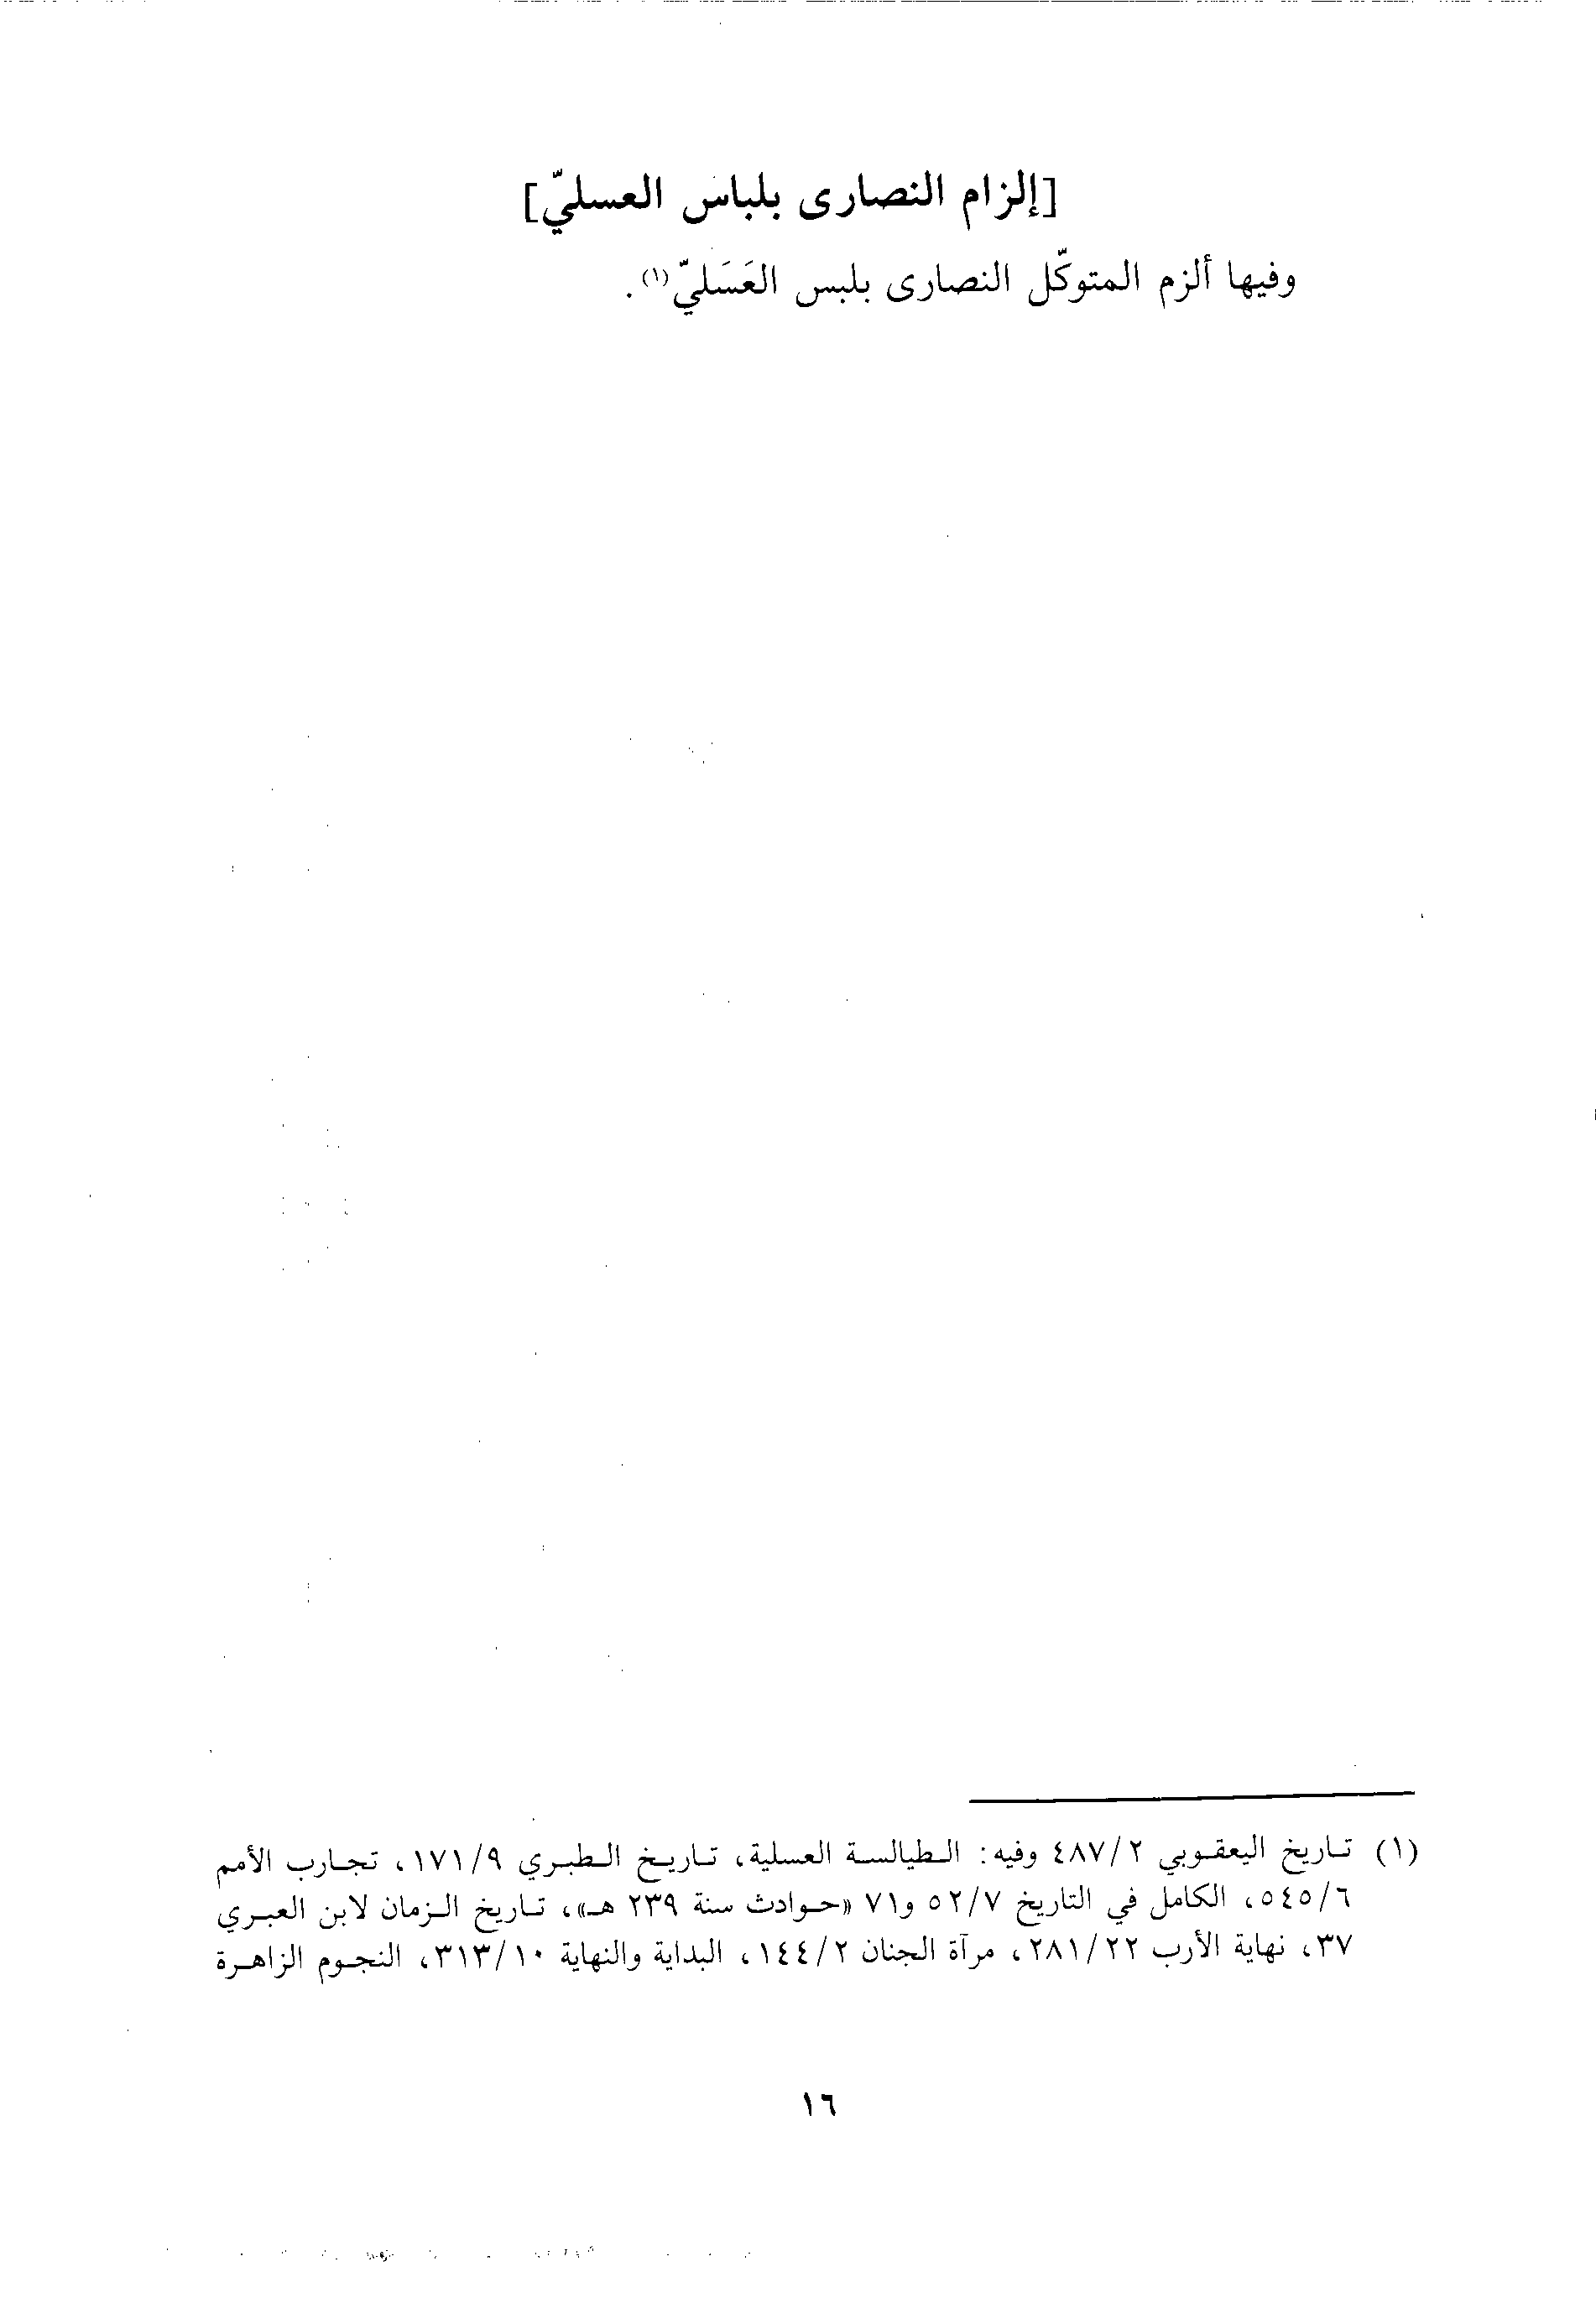 [إلزام النصارى بلباس العسليّ]
وفيها ألزم المتوكّل النصارى بلبس العَسَليّ(١).
(١) تاريخ اليعقوبي ٤٨٧/٢ وفيه: الطيالسة العسلية، تاريخ الطبري ١٧١/٩، تجارب الأمم
٥٤٥/٦، الكامل في التاريخ ٥٢/٧ و٧١ «حوادث سنة ٢٣٩ هـ»، تاريخ الزمان لابن العبري
٣٧، نهاية الأرب ٢٨١/٢٢، مرآة الجنان ١٤٤/٢، البداية والنهاية ٣١٣/١٠، النجوم الزاهرة
١٦